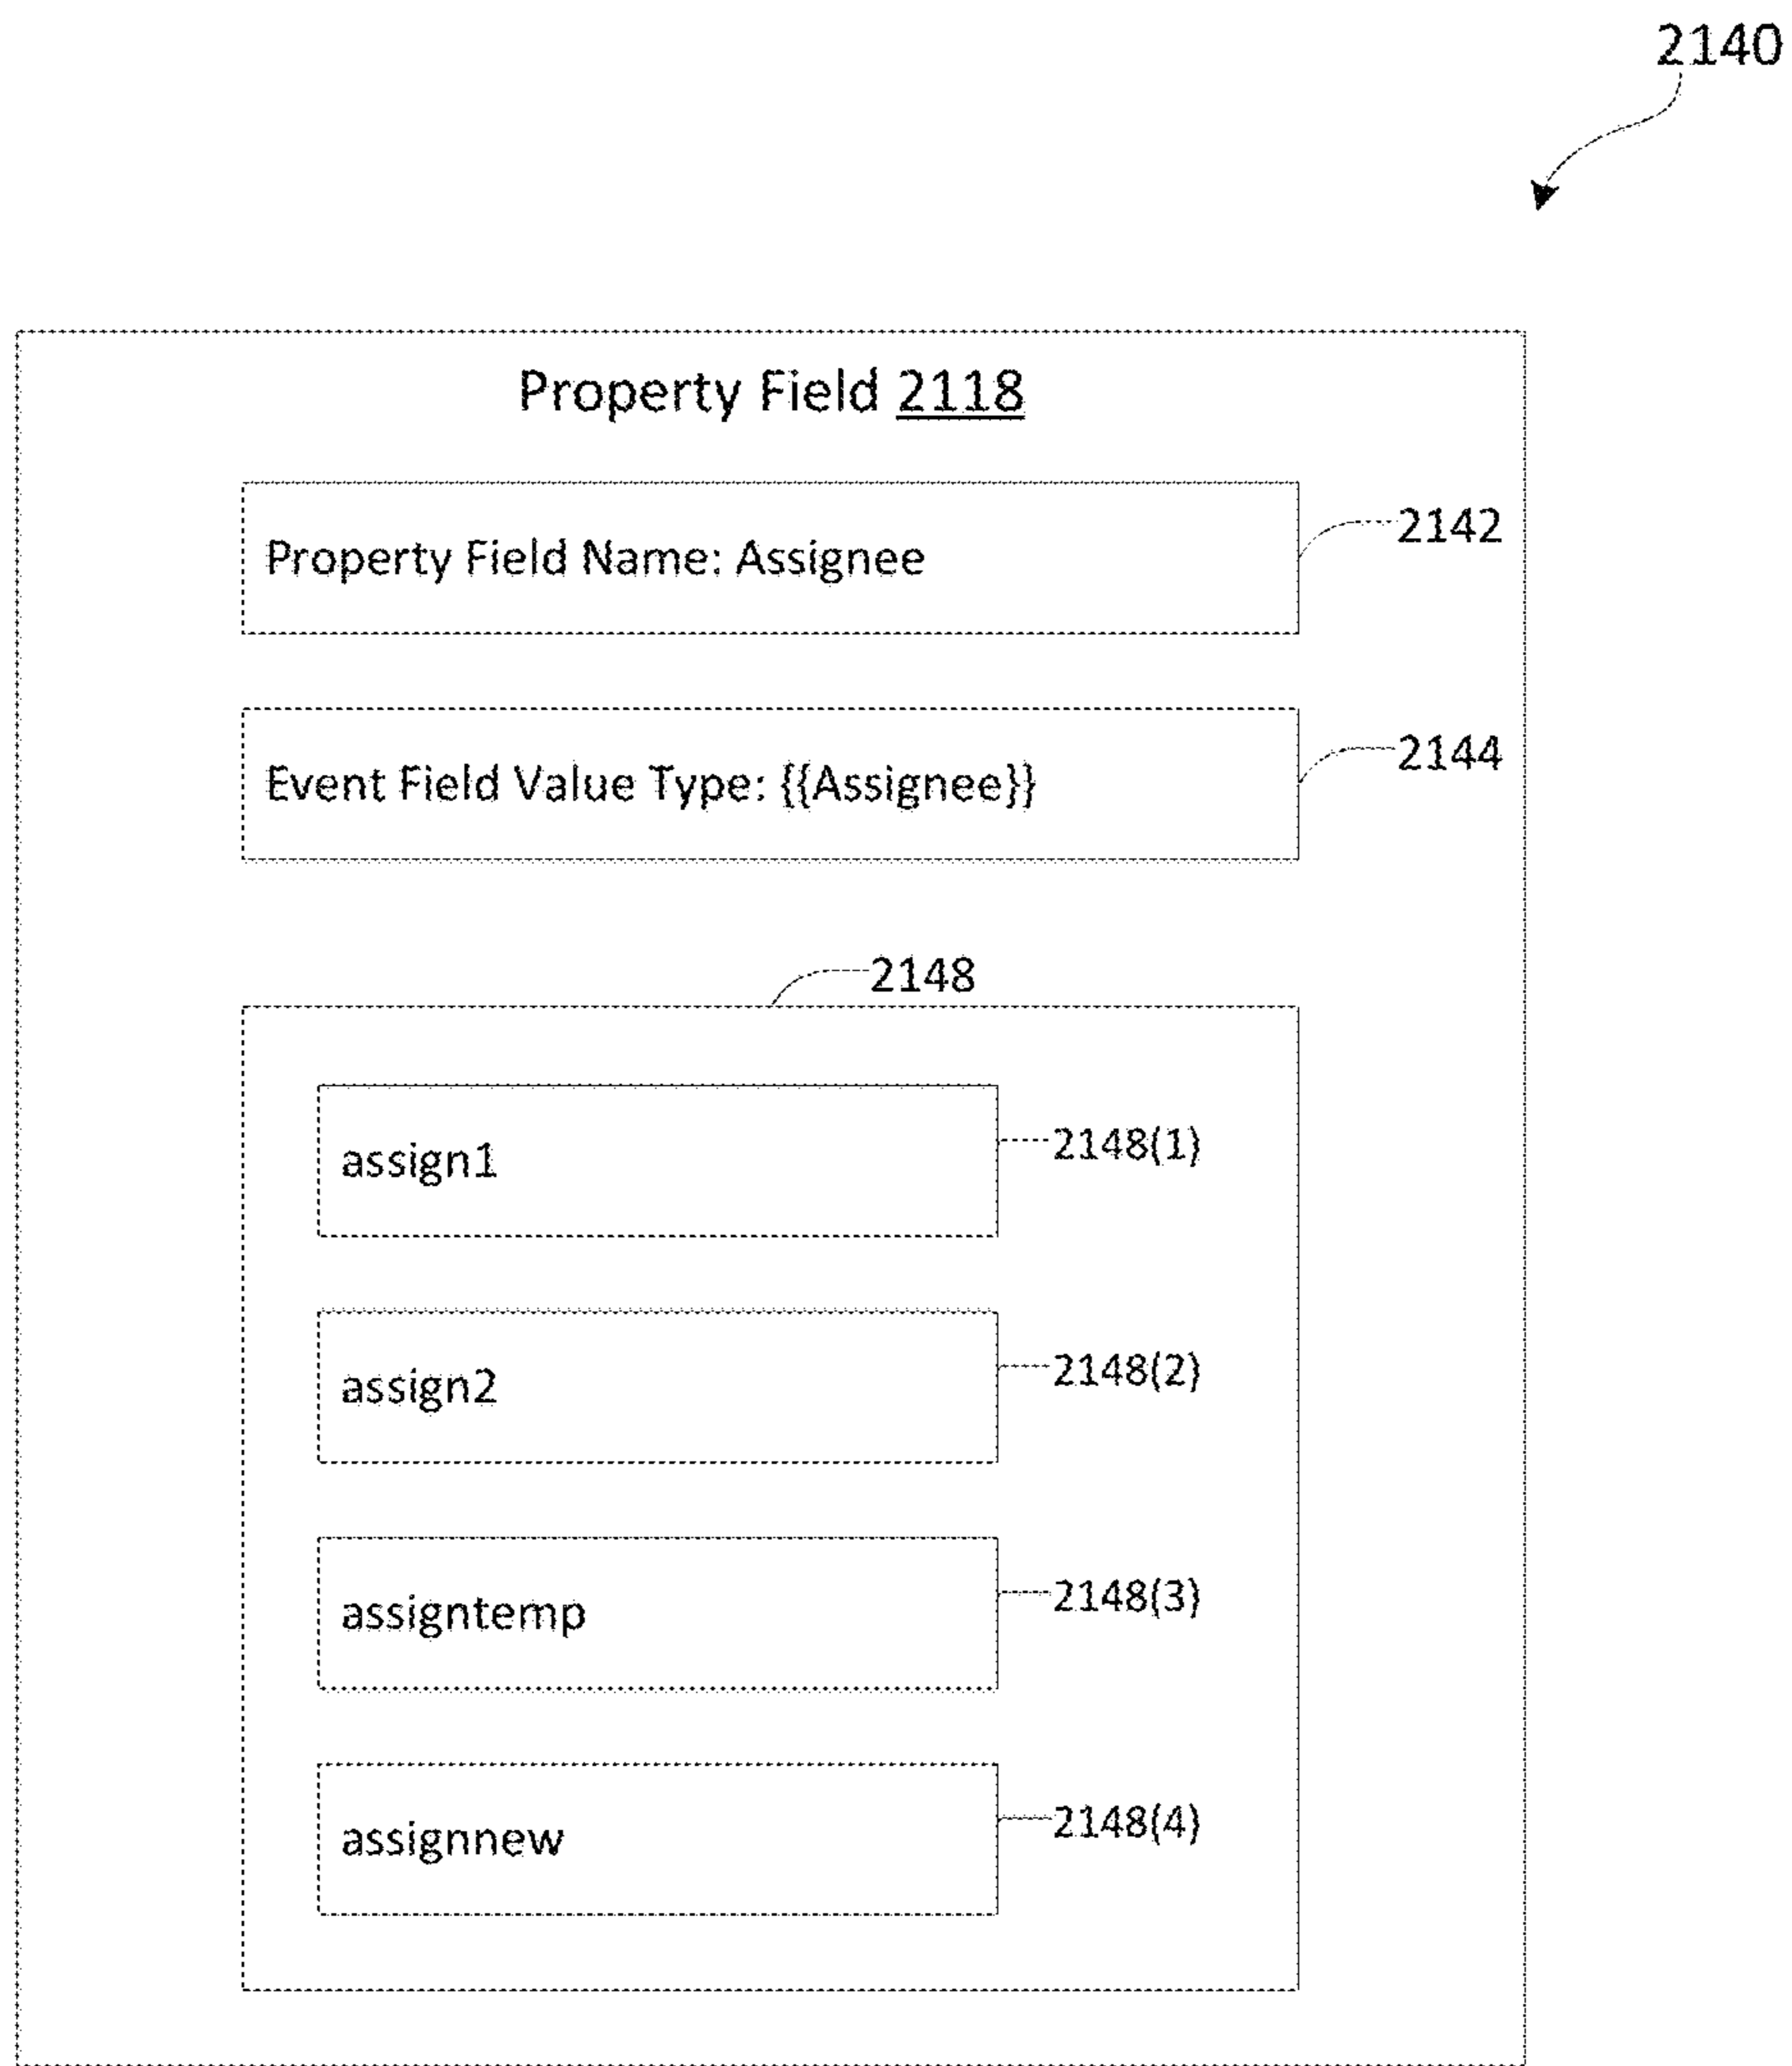 2140
Property Field 2118
Property Field Name: Assignee
2142
Event Field Value Type: {{Assignee}}
2144
2148
assign1
2148(1)
assign2
2148(2)
assigntemp
2148(3)
assignnew
2148(4)